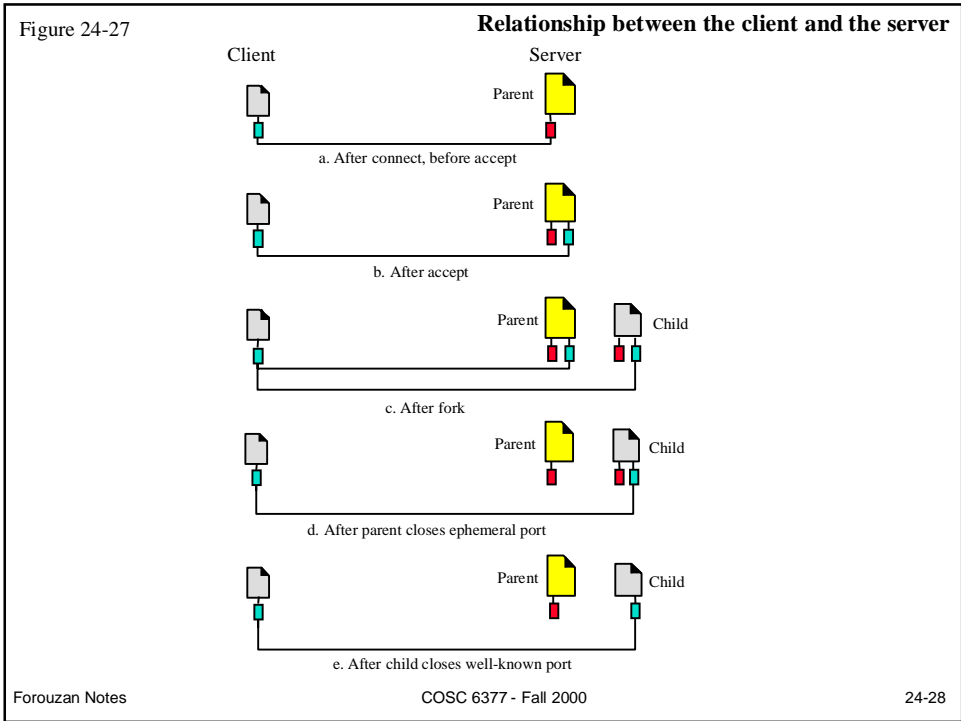 Figure 24-27
Relationship between the client and the server
Client
Server
Parent
a. After connect, before accept
Parent
b. After accept
Parent
Child
c. After fork
Parent
Child
d. After parent closes ephemeral port
Parent
Child
e. After child closes well-known port
Forouzan Notes
COSC 6377 - Fall 2000
24-28